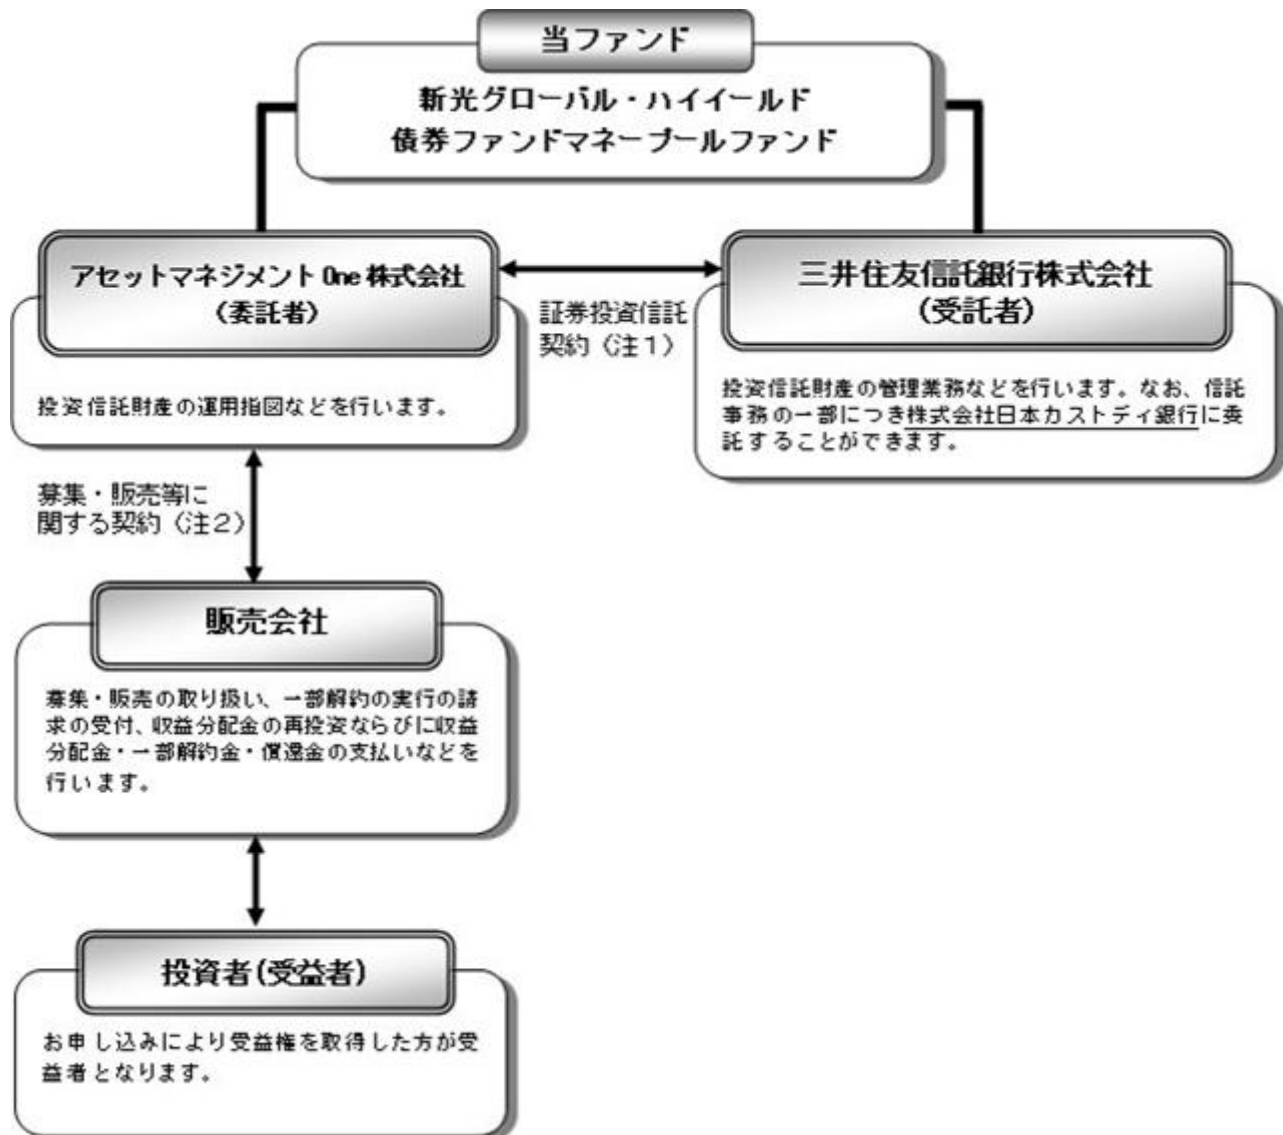 当ファンド
新光グローバル・ハイイールド
債券ファンドマネープールファンド
アセットマネジメント One 株式会社
（委託者）
投資信託財産の運用指図などを行います。
証券投資信託
契約（注１）
三井住友信託銀行株式会社
（受託者）
投資信託財産の管理業務などを行います。なお、信託
事務の一部につき株式会社日本カストディ銀行に委
託することができます。
募集・販売等に
関する契約（注２）
販売会社
募集・販売の取り扱い、一部解約の実行の請
求の受付、収益分配金の再投資ならびに収益
分配金・一部解約金・償還金の支払いなどを
行います。
投資者(受益者)
お申し込みにより受益権を取得した方が受
益者となります。